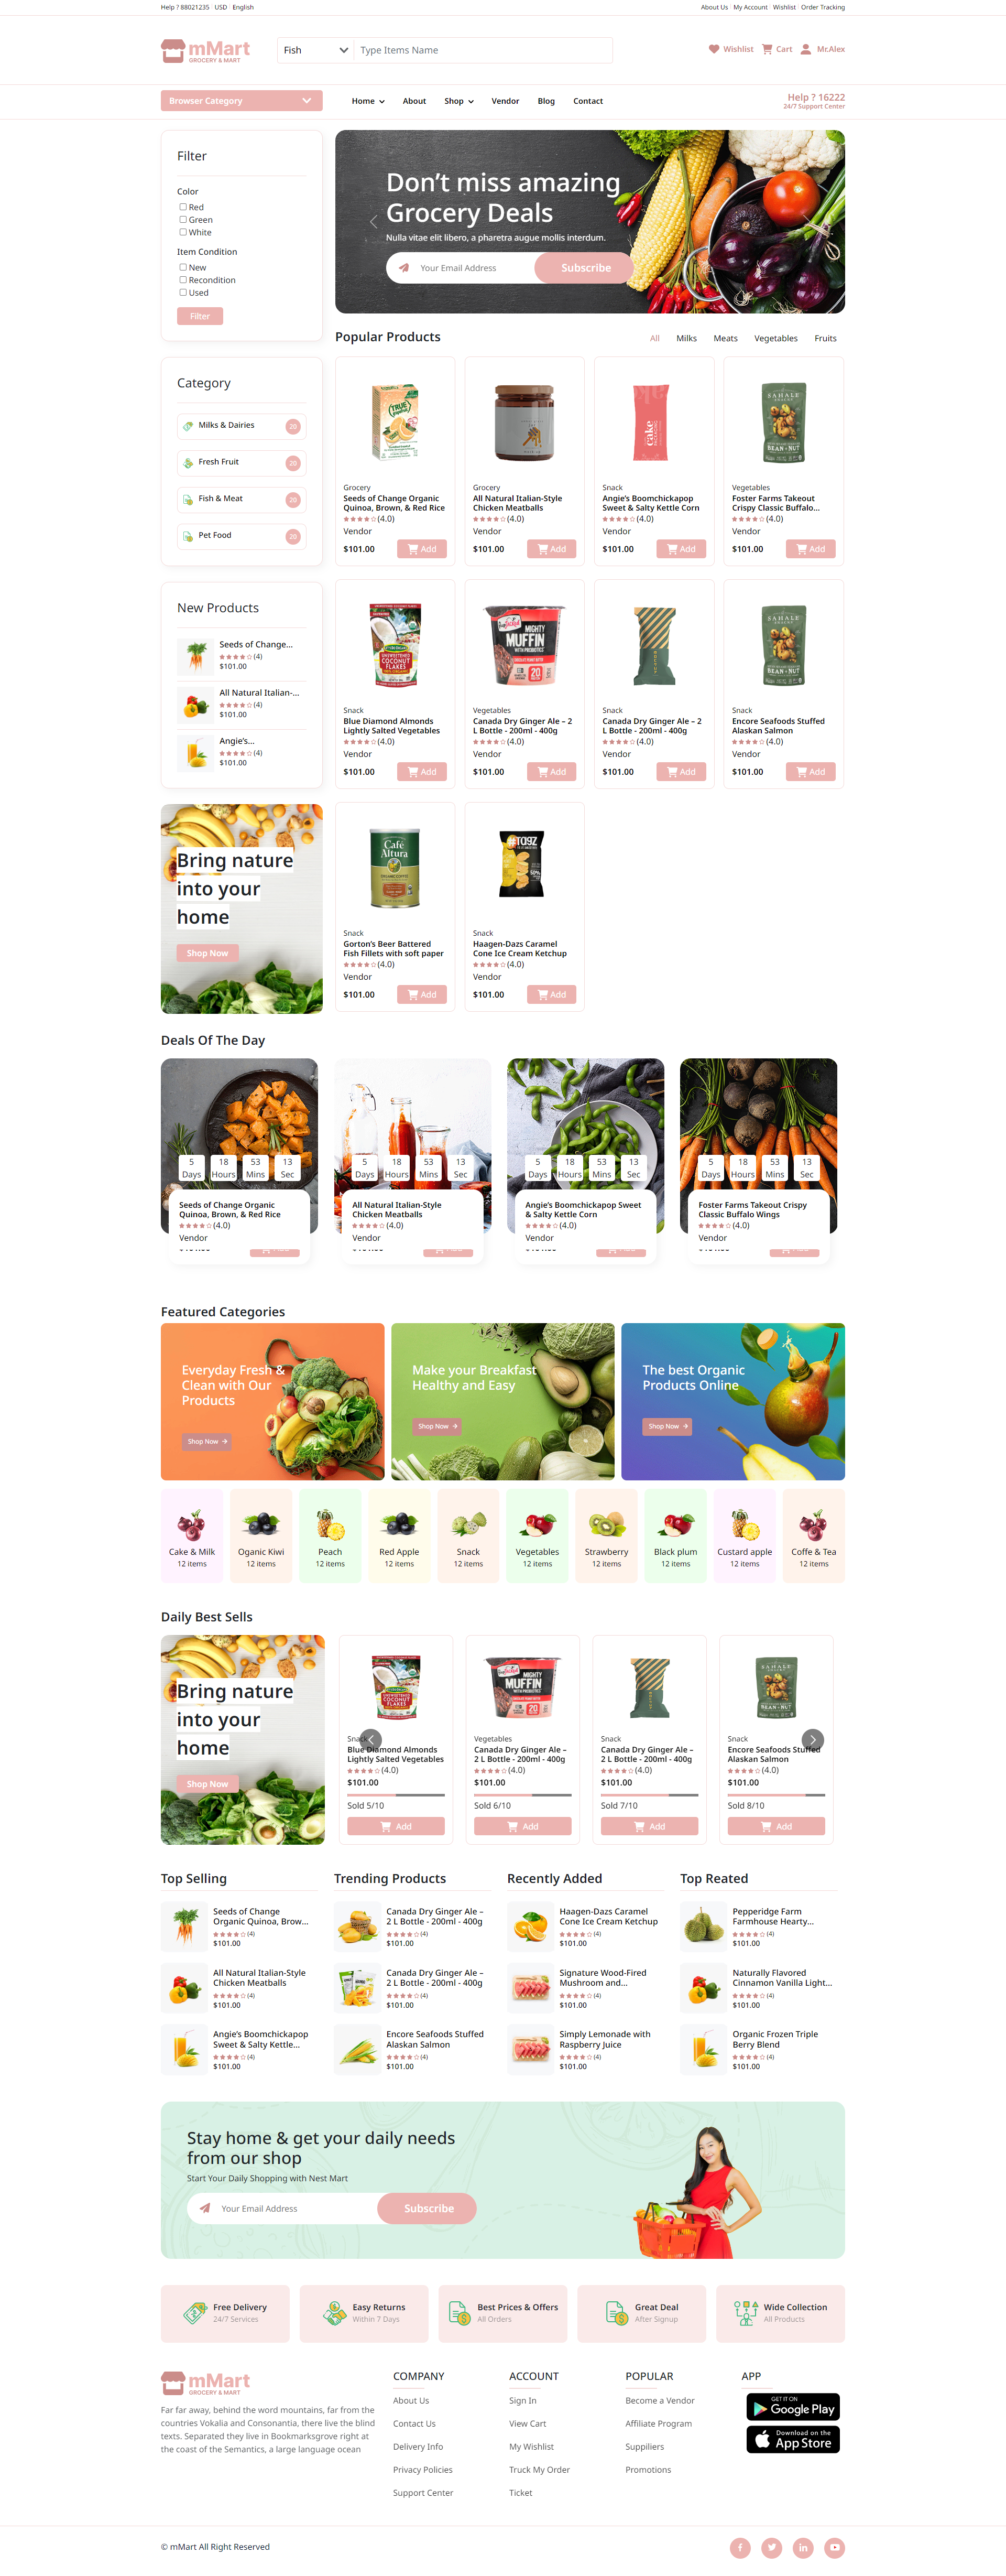 Help ? 88021235 USD English
About Us My Account Wishlist Order Tracking
mMart
GROCERY & MART
Fish
Type Items Name
Wishlist
Cart
Mr.Alex
Browser Category
Home
About
Shop
Vendor
Blog
Contact
Help ? 16222
24/7 Support Center
Filter
Color
Red
Green
White
Item Condition
New
Recondition
Used
Filter
Don't miss amazing
Grocery Deals
Nulla vitae elit libero, a pharetra augue mollis interdum.
Your Email Address
Subscribe
Popular Products
All
Milks
Meats
Vegetables
Fruits
Category
Milks & Dairies
20
Fresh Fruit
20
Fish & Meat
20
Pet Food
20
Grocery
Seeds of Change Organic
Quinoa, Brown, & Red Rice
(4.0)
Vendor
$101.00
Add
Grocery
All Natural Italian-Style
Chicken Meatballs
(4.0)
Vendor
$101.00
Add
cake
Snack
Angie's Boomchickapop
Sweet & Salty Kettle Corn
(4.0)
Vendor
$101.00
Add
SAHALE
SNACKS
BEAN + NUT
Vegetables
Foster Farms Takeout
Crispy Classic Buffalo...
(4.0)
Vendor
$101.00
Add
New Products
Seeds of Change...
(4)
$101.00
All Natural Italian-...
(4)
$101.00
Angie's...
(4)
$101.00
UNSWEETENED
COCONUT
FLAKES
Snack
Blue Diamond Almonds
Lightly Salted Vegetables
(4.0)
Vendor
$101.00
Add
MIGHTY
MUFFIN
WITH PROBIOTICS
20
Vegetables
Canada Dry Ginger Ale – 2
L Bottle - 200ml - 400g
(4.0)
Vendor
$101.00
Add
Snack
Canada Dry Ginger Ale – 2
L Bottle - 200ml - 400g
(4.0)
Vendor
$101.00
Add
SAHALE
SNACKS
BEAN + NUT
Snack
Encore Seafoods Stuffed
Alaskan Salmon
(4.0)
Vendor
$101.00
Add
Bring nature
into your
home
Shop Now
Café
Altura
Snack
Gorton's Beer Battered
Fish Fillets with soft paper
(4.0)
Vendor
$101.00
Add
#TAGZ
Snack
Haagen-Dazs Caramel
Cone Ice Cream Ketchup
(4.0)
Vendor
$101.00
Add
Deals Of The Day
5 18 53 13
Days Hours Mins Sec
Seeds of Change Organic
Quinoa, Brown, & Red Rice
(4.0)
Vendor
5 18 53 13
Days Hours Mins Sec
All Natural Italian-Style
Chicken Meatballs
(4.0)
Vendor
5 18 53 13
Days Hours Mins Sec
Angie's Boomchickapop Sweet
& Salty Kettle Corn
(4.0)
Vendor
5 18 53 13
Days Hours Mins Sec
Foster Farms Takeout Crispy
Classic Buffalo Wings
(4.0)
Vendor
Featured Categories
Everyday Fresh &
Clean with Our
Products
Shop Now
Make your Breakfast
Healthy and Easy
Shop Now
The best Organic
Products Online
Shop Now
Cake & Milk
12 items
Oganic Kiwi
12 items
Peach
12 items
Red Apple
12 items
Snack
12 items
Vegetables
12 items
Strawberry
12 items
Black plum
12 items
Custard apple
12 items
Coffe & Tea
12 items
Daily Best Sells
Bring nature
into your
home
Shop Now
UNSWEETENED
COCONUT
FLAKES
Snack
Blue Diamond Almonds
Lightly Salted Vegetables
(4.0)
$101.00
Sold 5/10
Add
MIGHTY
MUFFIN
WITH PROBIOTICS
20
Vegetables
Canada Dry Ginger Ale –
2 L Bottle - 200ml - 400g
(4.0)
$101.00
Sold 6/10
Add
Snack
Canada Dry Ginger Ale –
2 L Bottle - 200ml - 400g
(4.0)
$101.00
Sold 7/10
Add
SAHALE
SNACKS
BEAN + NUT
Snack
Encore Seafoods Stuffed
Alaskan Salmon
(4.0)
$101.00
Sold 8/10
Add
Top Selling
Seeds of Change
Organic Quinoa, Brow...
(4)
$101.00
All Natural Italian-Style
Chicken Meatballs
(4)
$101.00
Angie's Boomchickapop
Sweet & Salty Kettle...
(4)
$101.00
Trending Products
Canada Dry Ginger Ale –
2 L Bottle - 200ml - 400g
(4)
$101.00
Canada Dry Ginger Ale –
2 L Bottle - 200ml - 400g
(4)
$101.00
Encore Seafoods Stuffed
Alaskan Salmon
(4)
$101.00
Recently Added
Haagen-Dazs Caramel
Cone Ice Cream Ketchup
(4)
$101.00
Signature Wood-Fired
Mushroom and...
(4)
$101.00
Simply Lemonade with
Raspberry Juice
(4)
$101.00
Top Reated
Pepperidge Farm
Farmhouse Hearty...
(4)
$101.00
Naturally Flavored
Cinnamon Vanilla Light...
(4)
$101.00
Organic Frozen Triple
Berry Blend
(4)
$101.00
Stay home & get your daily needs
from our shop
Start Your Daily Shopping with Nest Mart
Your Email Address
Subscribe
Free Delivery
24/7 Services
Easy Returns
Within 7 Days
Best Prices & Offers
All Orders
Great Deal
After Signup
Wide Collection
All Products
mMart
GROCERY & MART
Far far away, behind the word mountains, far from the
countries Vokalia and Consonantia, there live the blind
texts. Separated they live in Bookmarksgrove right at
the coast of the Semantics, a large language ocean
COMPANY
About Us
Contact Us
Delivery Info
Privacy Policies
Support Center
ACCOUNT
Sign In
View Cart
My Wishlist
Truck My Order
Ticket
POPULAR
Become a Vendor
Affiliate Program
Suppiliers
Promotions
APP
GET IT ON
Google Play
Download on the
App Store
© mMart All Right Reserved